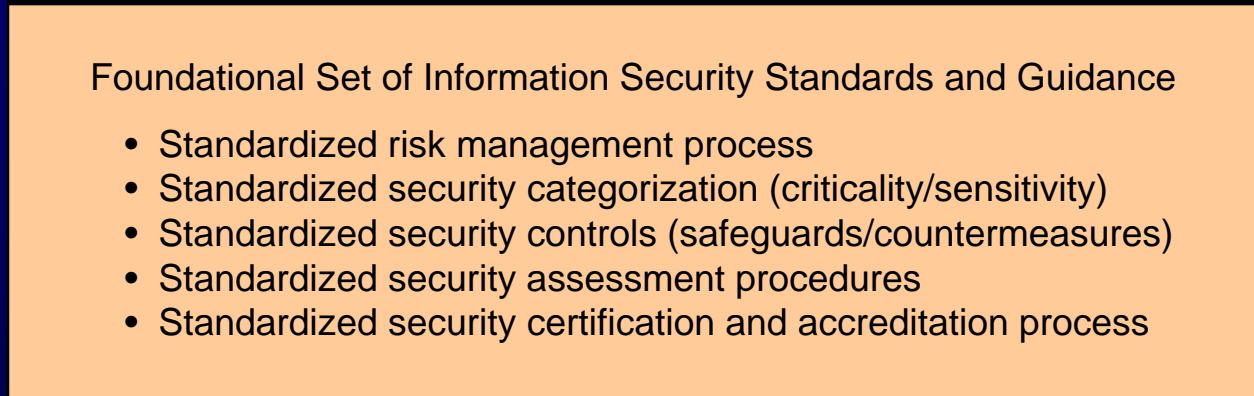 Foundational Set of Information Security Standards and Guidance
• Standardized risk management process
• Standardized security categorization (criticality/sensitivity)
• Standardized security controls (safeguards/countermeasures)
• Standardized security assessment procedures
• Standardized security certification and accreditation process